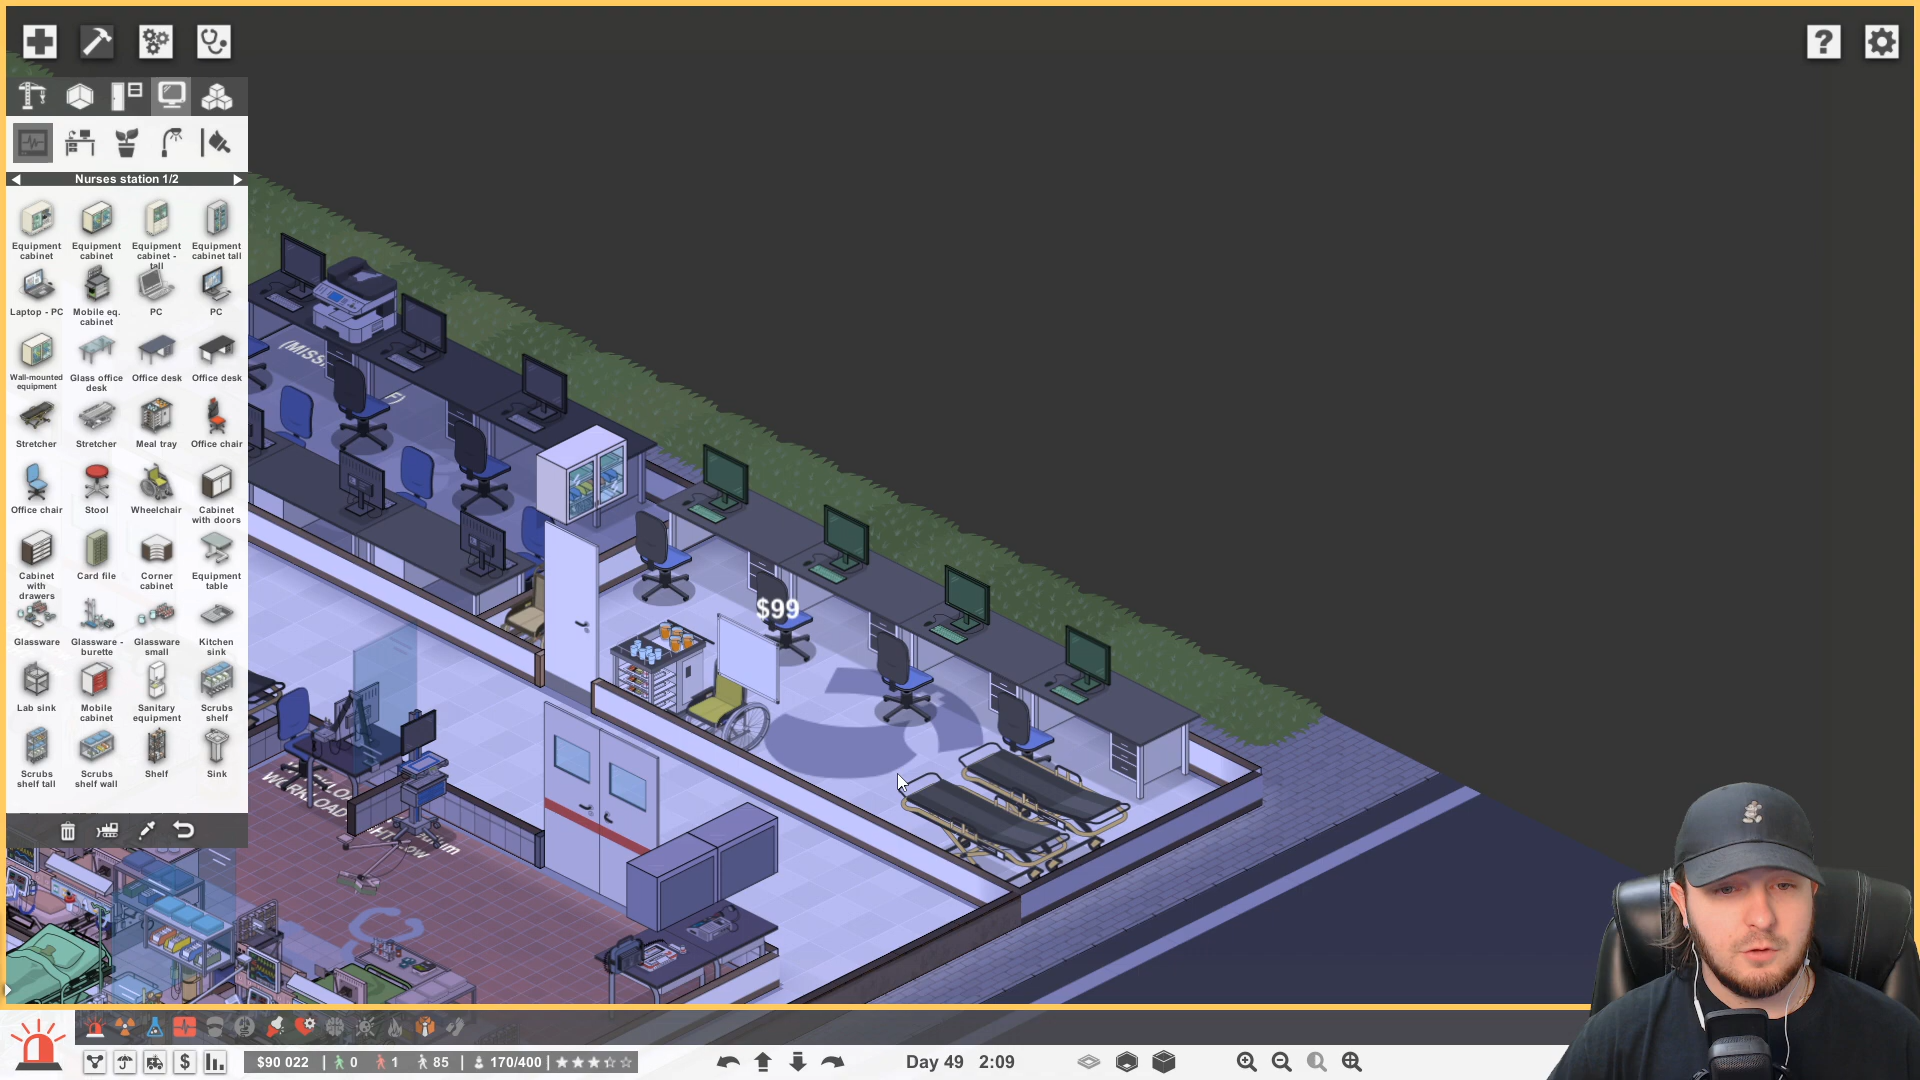 Nurses station 1/2
Equipment cabinet
Equipment cabinet
Equipment cabinet - tall
Equipment cabinet tall
Laptop - PC
Mobile eq. cabinet
PC
PC
Wall-mounted equipment
Glass office desk
Office desk
Office desk
Stretcher
Stretcher
Meal tray
Office chair
Office chair
Stool
Wheelchair
Cabinet with doors
Cabinet with drawers
Card file
Corner cabinet
Equipment table
Glassware
Glassware - burette
Glassware small
Kitchen sink
Lab sink
Mobile cabinet
Sanitary equipment
Scrubs shelf
Scrubs shelf tall
Scrubs shelf wall
Shelf
Sink
$99
$90 022
0
1
85
170/400
Day 49 2:09